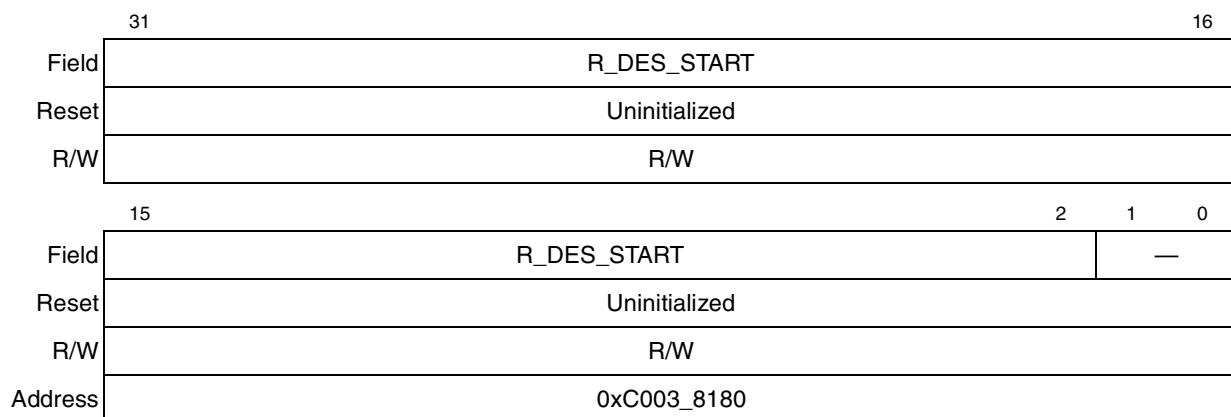 31 16
Field R_DES_START
Reset Uninitialized
R/W R/W
15 2 1 0
Field R_DES_START —
Reset Uninitialized
R/W R/W
Address 0xC003_8180